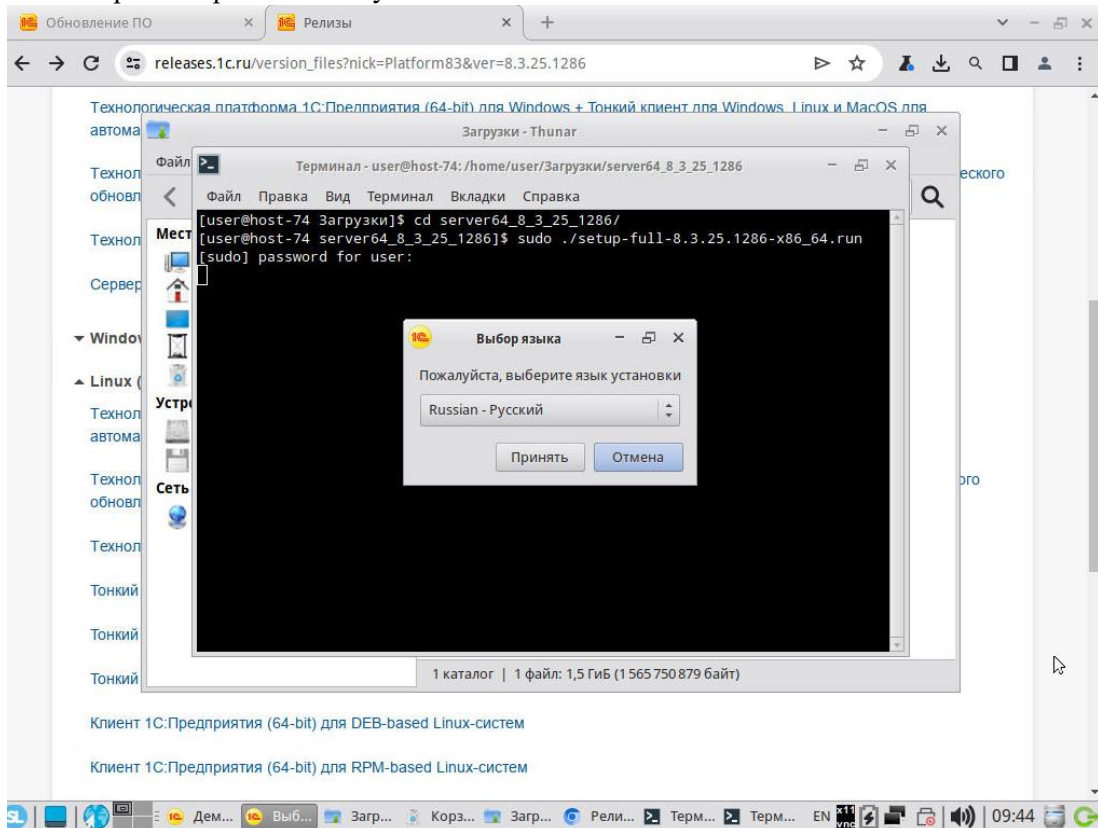 Обновление ПО
Релизы
releases.1c.ru/version_files?nick=Platform83&ver=8.3.25.1286
Технологическая платформа 1С:Предприятия (64-bit) для Windows + Тонкий клиент для Windows, Linux и MacOS для
автома
Загрузки - Thunar
Файл
Терминал - user@host-74: /home/user/Загрузки/server64_8_3_25_1286
Технол
еского
обновл
Файл Правка Вид Терминал Вкладки Справка
[user@host-74 Загрузки]$ cd server64_8_3_25_1286/
[user@host-74 server64_8_3_25_1286]$ sudo ./setup-full-8.3.25.1286-x86_64.run
[sudo] password for user:
Мест
Технол
Сервер
Выбор языка
Window
Пожалуйста, выберите язык установки
Linux (
Устро
Russian - Русский
Технол
автома
Принять
Отмена
Технол
ого
Сеть
обновл
Технол
Тонкий
Тонкий
Тонкий
1 каталог | 1 файл: 1,5 ГиБ (1 565 750 879 байт)
Клиент 1С:Предприятия (64-bit) для DEB-based Linux-систем
Клиент 1С:Предприятия (64-bit) для RPM-based Linux-систем
SL
Дем... Выб... Загр... Корз... Загр... Рели... Терм... Терм... EN X11 vnc 09:44